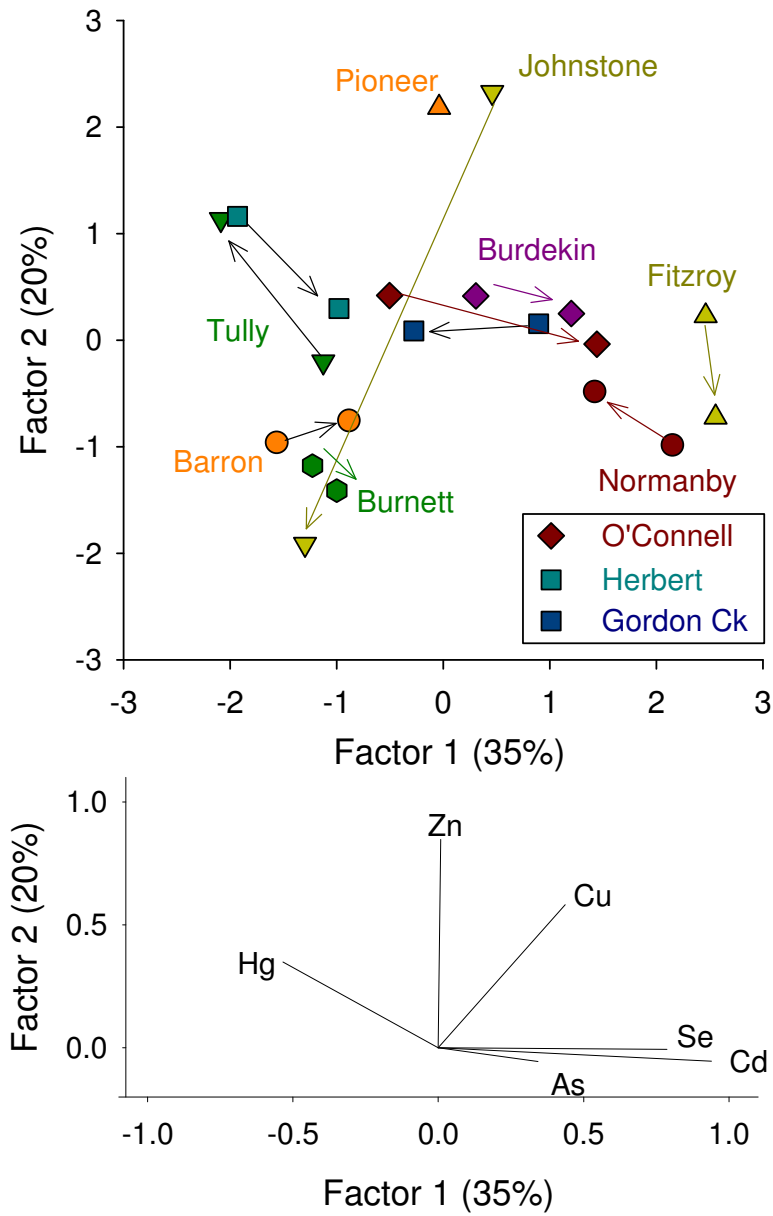 3
Johnstone
Pioneer
2
1
Burdekin
Fitzroy
Factor 2 (20%)
Tully
0
-1
Barron
Normanby
Burnett
O'Connell
-2
Herbert
Gordon Ck
-3
-3 -2 -1 0 1 2 3
Factor 1 (35%)
1.0
Zn
Cu
Factor 2 (20%)
0.5
Hg
Se
0.0
Cd
As
-1.0 -0.5 0.0 0.5 1.0
Factor 1 (35%)